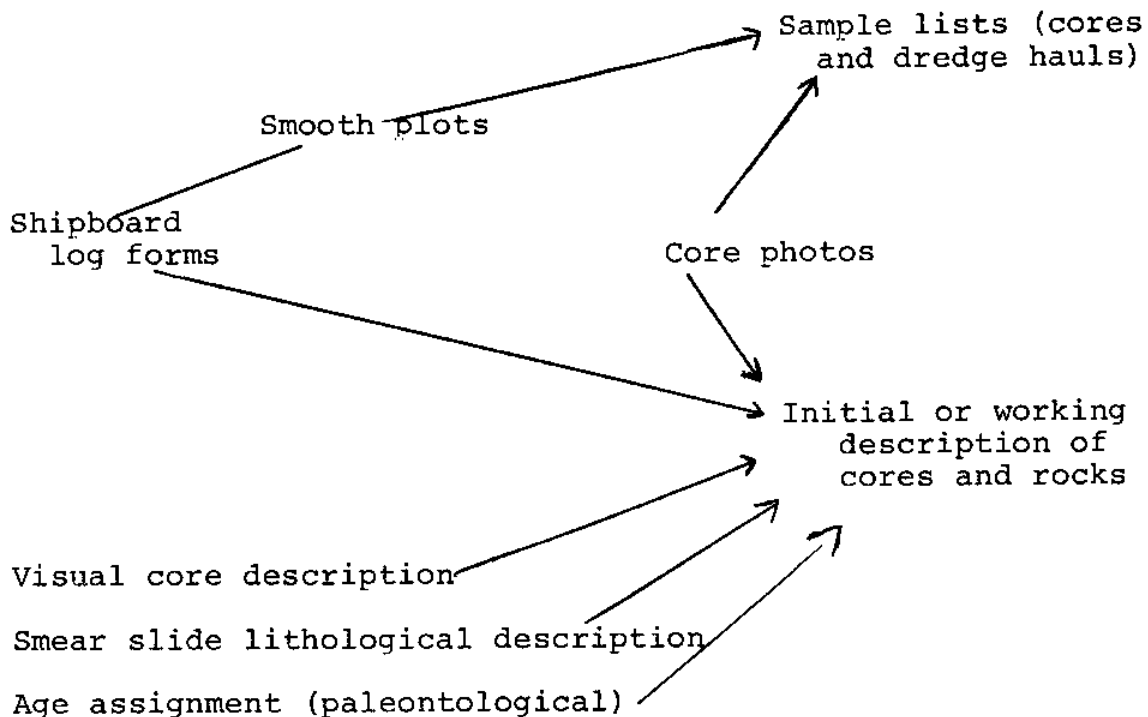 Sample lists (cores
and dredge hauls)
Smooth plots
Shipboard
log forms
Core photos
Initial or working
description of
cores and rocks
Visual core description
Smear slide lithological description
Age assignment (paleontological)